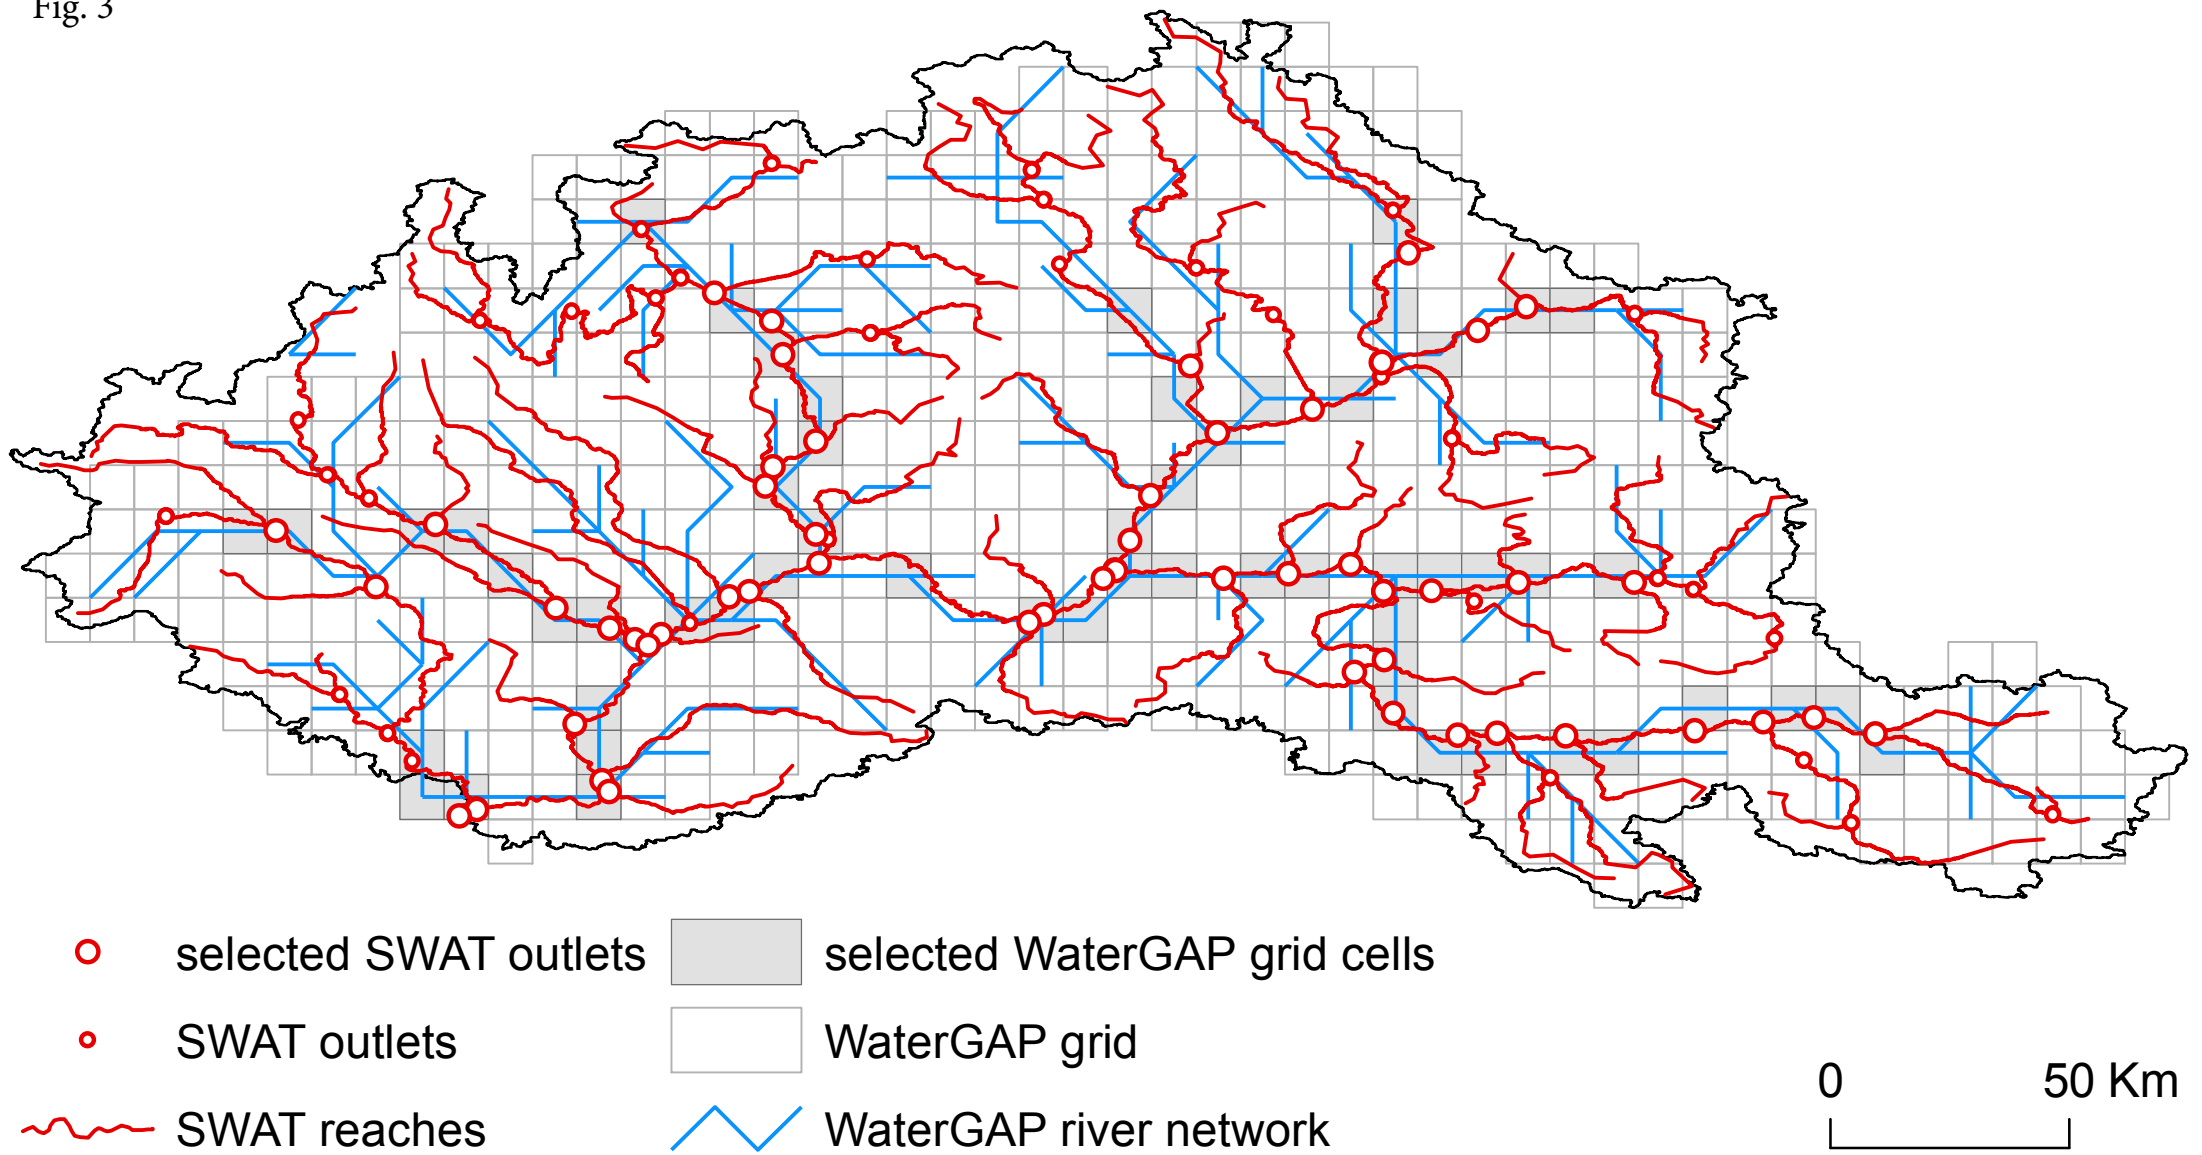 Fig. 3
selected SWAT outlets
selected WaterGAP grid cells
SWAT outlets
WaterGAP grid
0 50 Km
SWAT reaches
WaterGAP river network